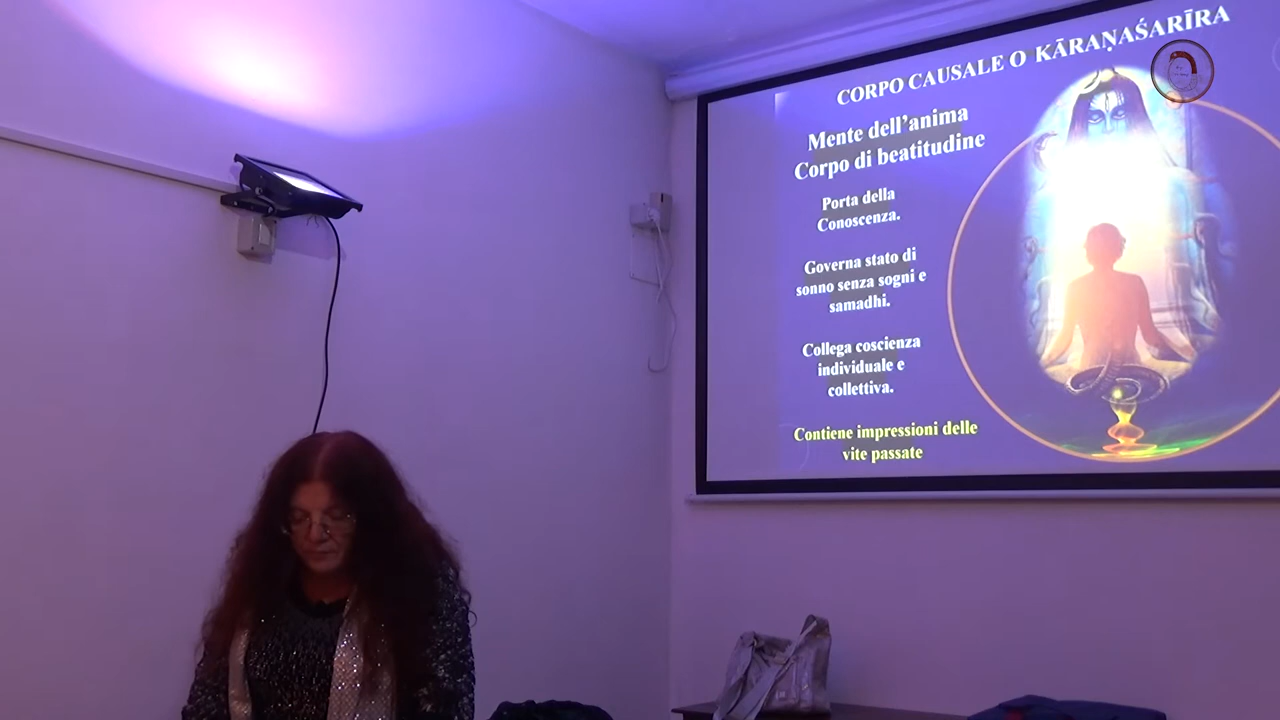 CORPO CAUSALE O KĀRAṆAŚARĪRA
Mente dell'anima
Corpo di beatitudine
Porta della
Conoscenza.
Governa stato di
sonno senza sogni e
samadhi.
Collega coscienza
individuale e
collettiva.
Contiene impressioni delle
vite passate